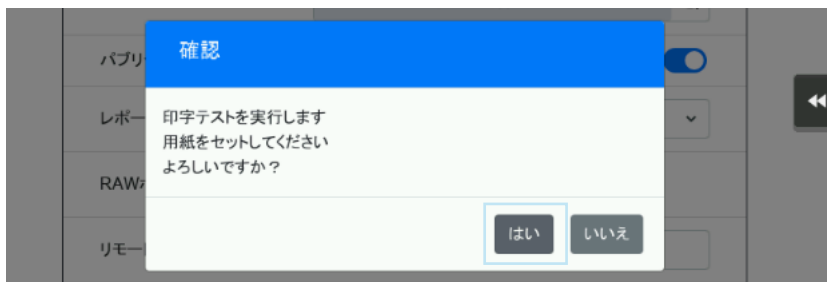 確認
パブリ
印字テストを実行します
レポー
用紙をセットしてください
よろしいですか？
RAW
はい
いいえ
リモー